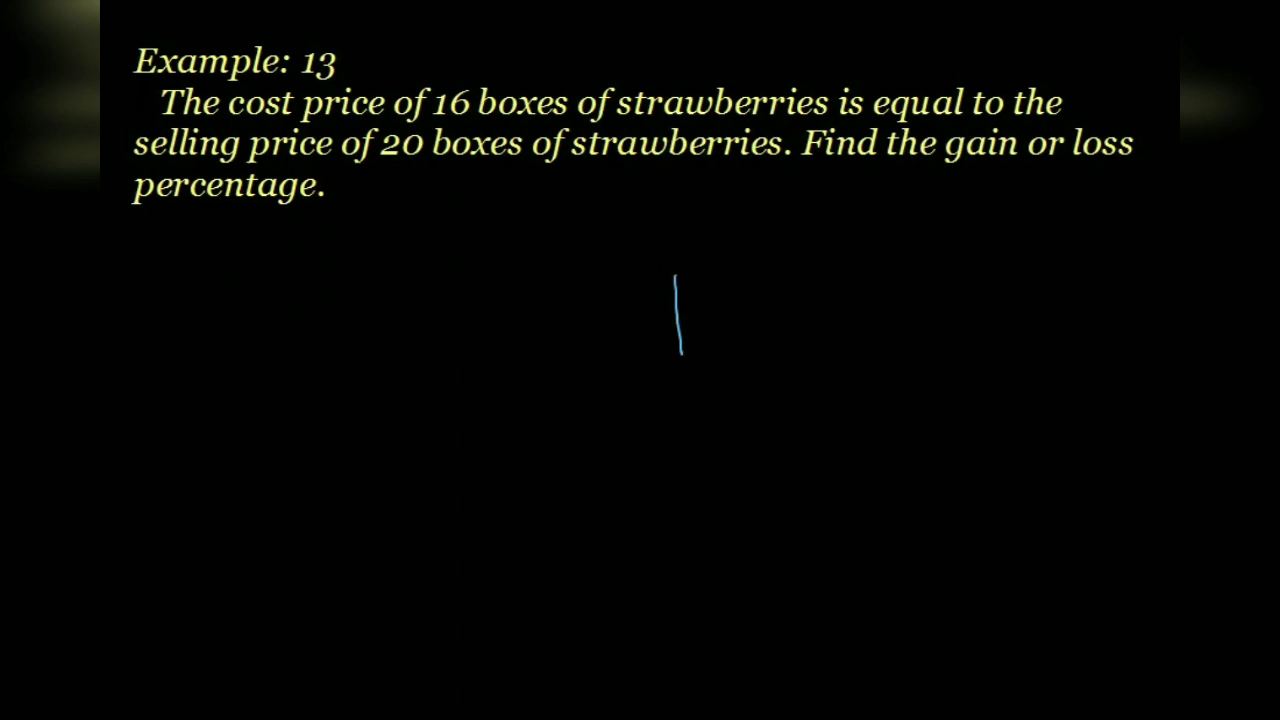 Example: 13
The cost price of 16 boxes of strawberries is equal to the
selling price of 20 boxes of strawberries. Find the gain or loss
percentage.